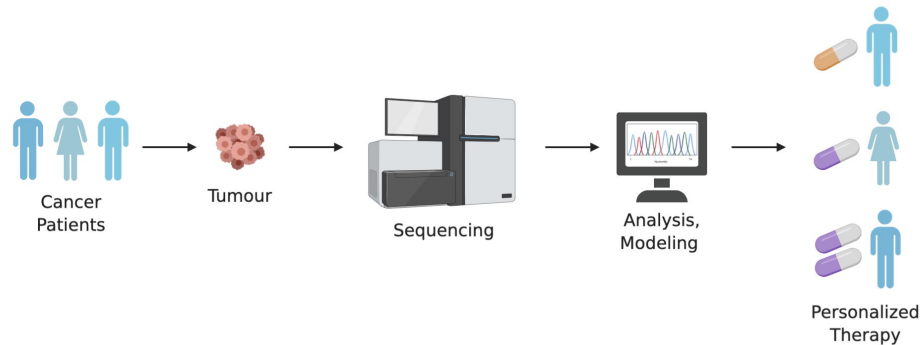 Cancer
Patients
Tumour
Sequencing
Analysis,
Modeling
Personalized
Therapy